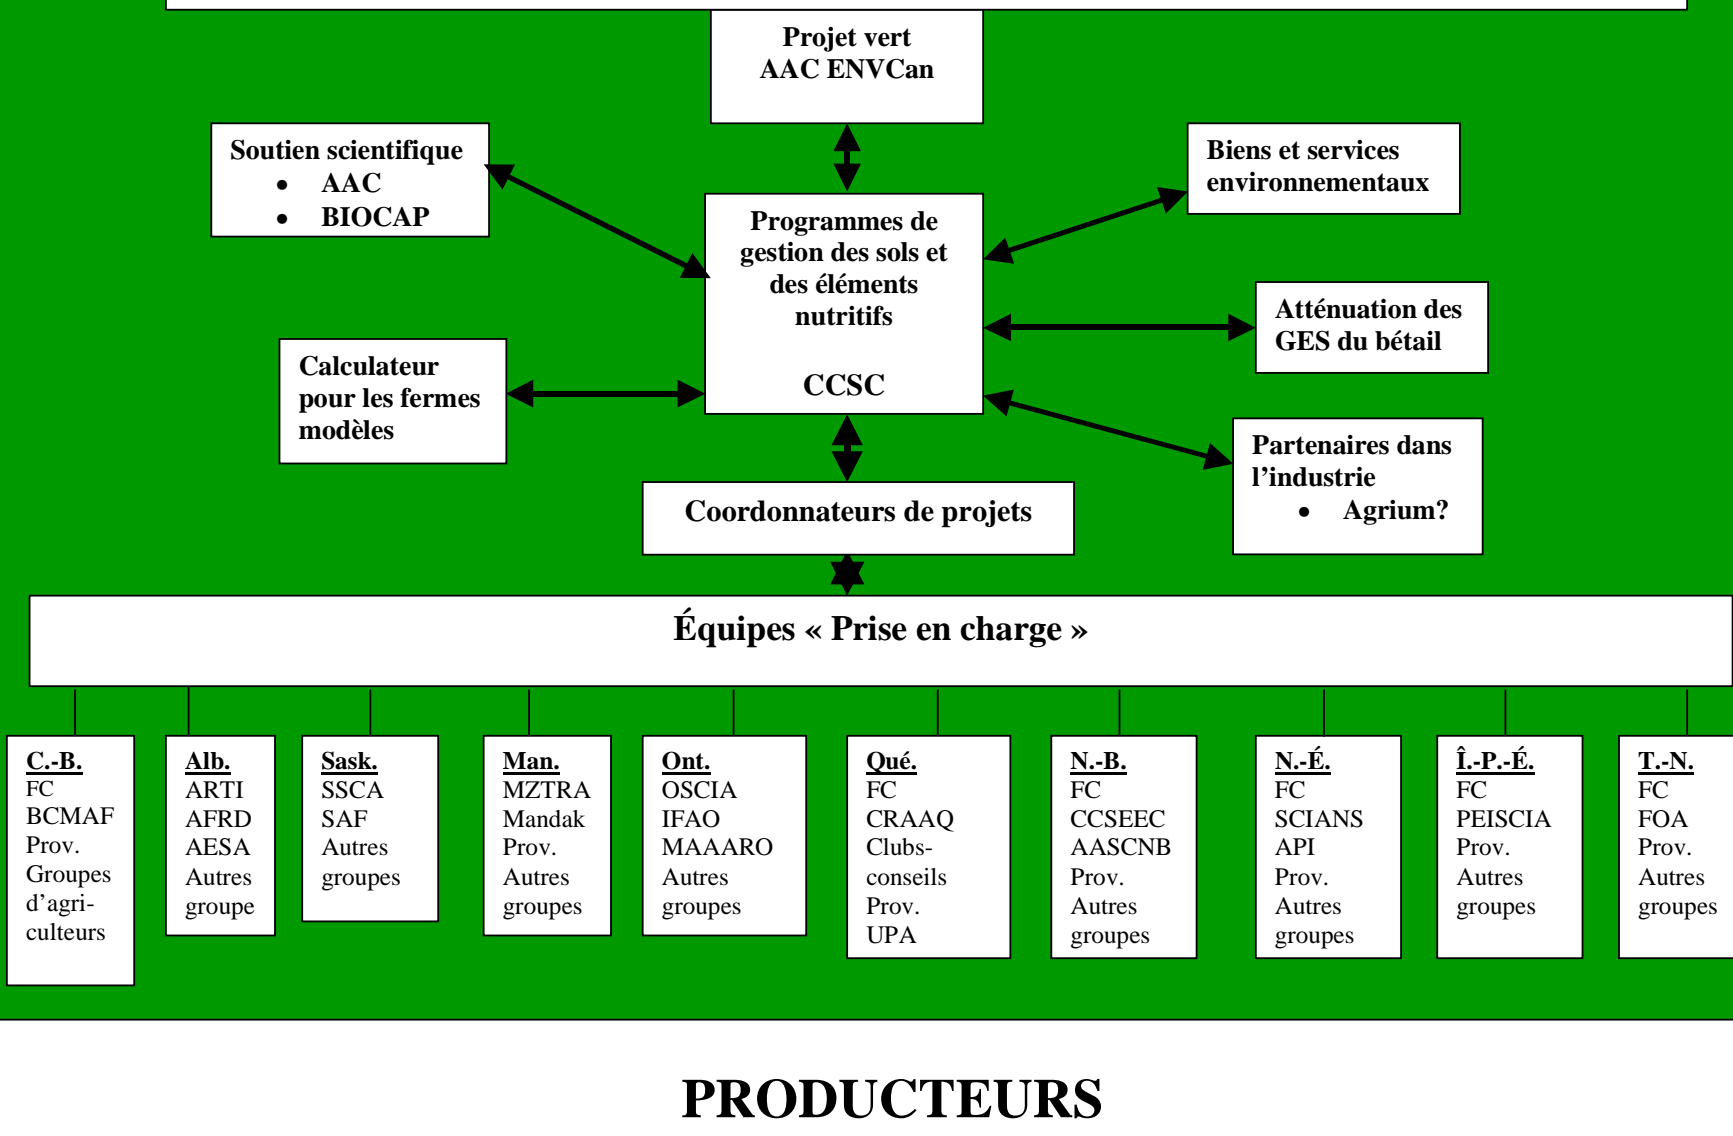 Projet vert
AAC ENVCan
Soutien scientifique
• AAC
• BIOCAP
Biens et services
environnementaux
Programmes de
gestion des sols et
des éléments
nutritifs
CCSC
Atténuation des
GES du bétail
Calculateur
pour les fermes
modèles
Partenaires dans
l’industrie
• Agrium?
Coordonnateurs de projets
Équipes « Prise en charge »
C.-B.
FC
BCMAF
Prov.
Groupes
d’agri-
culteurs
Alb.
ARTI
AFRD
AESA
Autres
groupe
Sask.
SSCA
SAF
Autres
groupes
Man.
MZTRA
Mandak
Prov.
Autres
groupes
Ont.
OSCIA
IFAO
MAAARO
Autres
groupes
Qué.
FC
CRAAQ
Clubs-
conseils
Prov.
UPA
N.-B.
FC
CCSEEC
AASCNB
Prov.
Autres
groupes
N.-É.
FC
SCIANS
API
Prov.
Autres
groupes
Î.-P.-É.
FC
PEISCIA
Prov.
Autres
groupes
T.-N.
FC
FOA
Prov.
Autres
groupes
PRODUCTEURS